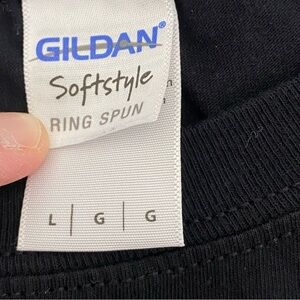 GILDAN®
Softstyle
RING SPUN
L | G | G